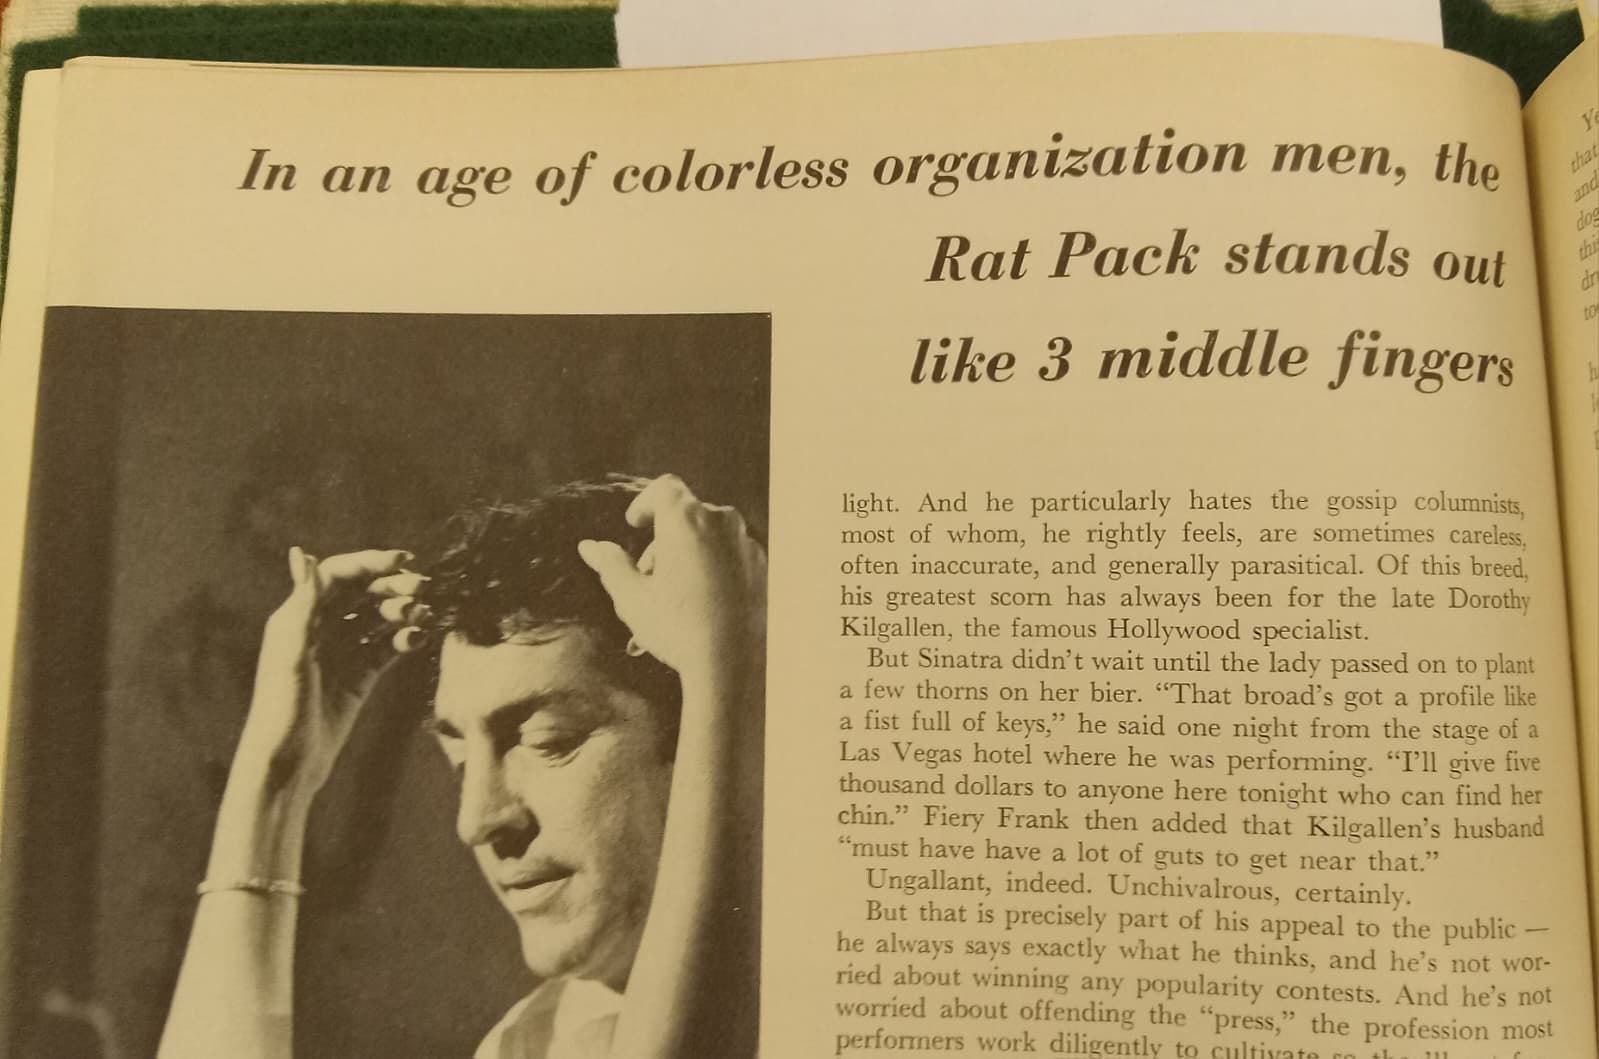 In an age of colorless organization men, the
Rat Pack stands out
like 3 middle fingers
light. And he particularly hates the gossip columnists,
most of whom, he rightly feels, are sometimes careless,
often inaccurate, and generally parasitical. Of this breed,
his greatest scorn has always been for the late Dorothy
Kilgallen, the famous Hollywood specialist.
But Sinatra didn't wait until the lady passed on to plant
a few thorns on her bier. “That broad's got a profile like
a fist full of keys,” he said one night from the stage of a
Las Vegas hotel where he was performing. “I'll give five
thousand dollars to anyone here tonight who can find her
chin.” Fiery Frank then added that Kilgallen's husband
“must have have a lot of guts to get near that.”
Ungallant, indeed. Unchivalrous, certainly.
But that is precisely part of his appeal to the public —
he always says exactly what he thinks, and he's not wor-
ried about winning any popularity contests. And he's not
worried about offending the “press,” the profession most
performers work diligently to cultivate
that
and
dog